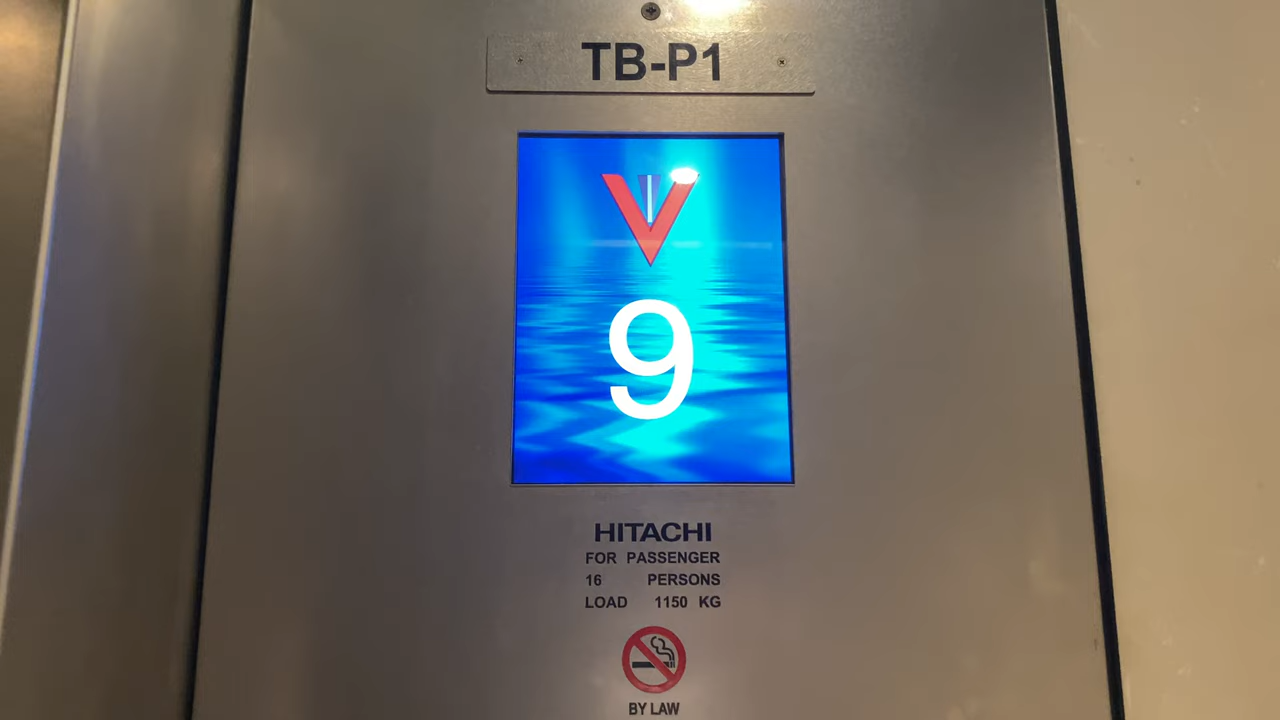 TB-P1
V
9
HITACHI
FOR PASSENGER
16 PERSONS
LOAD 1150 KG
BY LAW